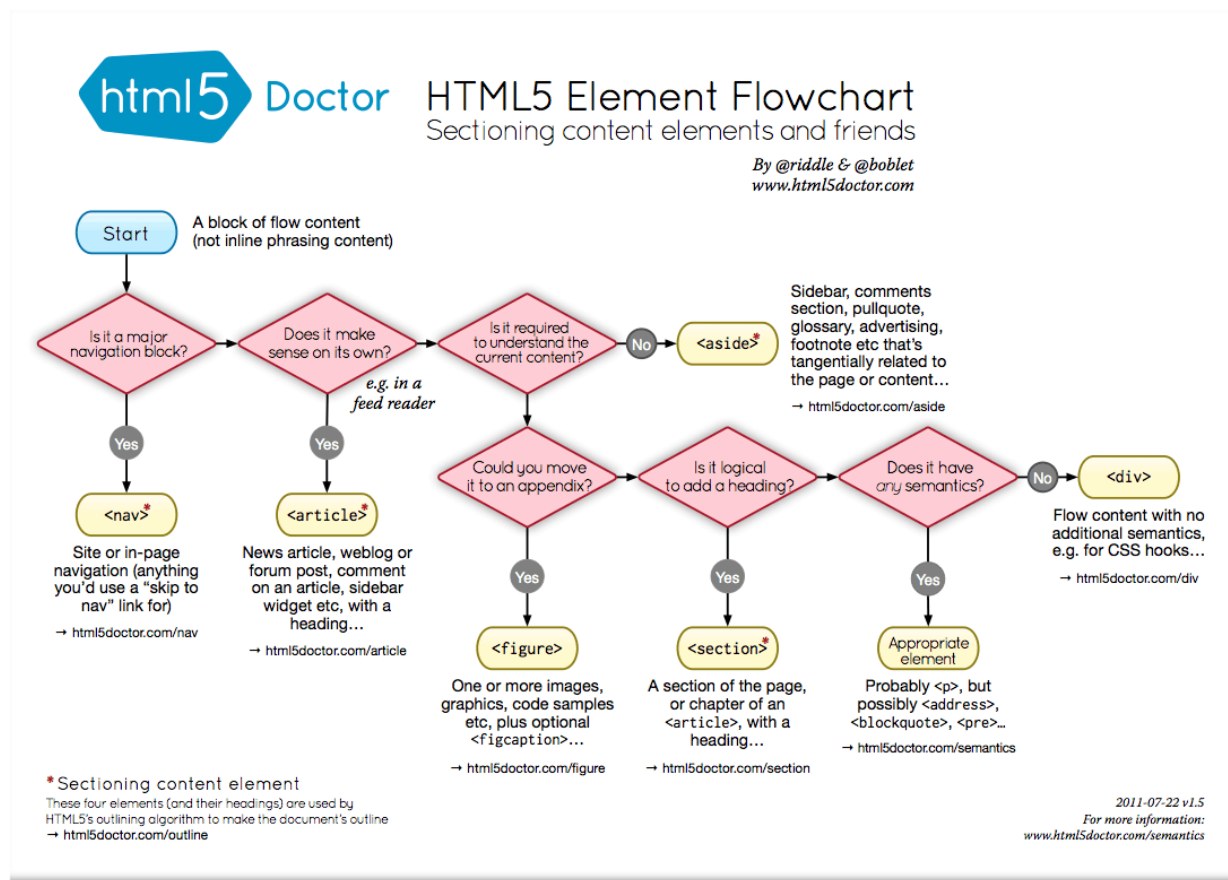 html5 Doctor
HTML5 Element Flowchart
Sectioning content elements and friends
By @riddle & @boblet
www.html5doctor.com
Start
A block of flow content
(not inline phrasing content)
Is it a major
navigation block?
Does it make
sense on its own?
e.g. in a
feed reader
Is it required
to understand the
current content?
No
<aside>*
Sidebar, comments
section, pullquote,
glossary, advertising,
footnote etc that's
tangentially related to
the page or content…
→ html5doctor.com/aside
Yes
<nav>*
Site or in-page
navigation (anything
you'd use a “skip to
nav” link for)
→ html5doctor.com/nav
Yes
<article>*
News article, weblog or
forum post, comment
on an article, sidebar
widget etc, with a
heading…
→ html5doctor.com/article
Could you move
it to an appendix?
Is it logical
to add a heading?
Does it have
any semantics?
No
<div>
Flow content with no
additional semantics,
e.g. for CSS hooks…
→ html5doctor.com/div
Yes
<figure>
One or more images,
graphics, code samples
etc, plus optional
<figcaption>…
→ html5doctor.com/figure
Yes
<section>*
A section of the page,
or chapter of an
<article>, with a
heading…
→ html5doctor.com/section
Yes
Appropriate
element
Probably <p>, but
possibly <address>,
<blockquote>, <pre>…
→ html5doctor.com/semantics
* Sectioning content element
These four elements (and their headings) are used by
HTML5's outlining algorithm to make the document's outline
→ html5doctor.com/outline
2011-07-22 v1.5
For more information:
www.html5doctor.com/semantics